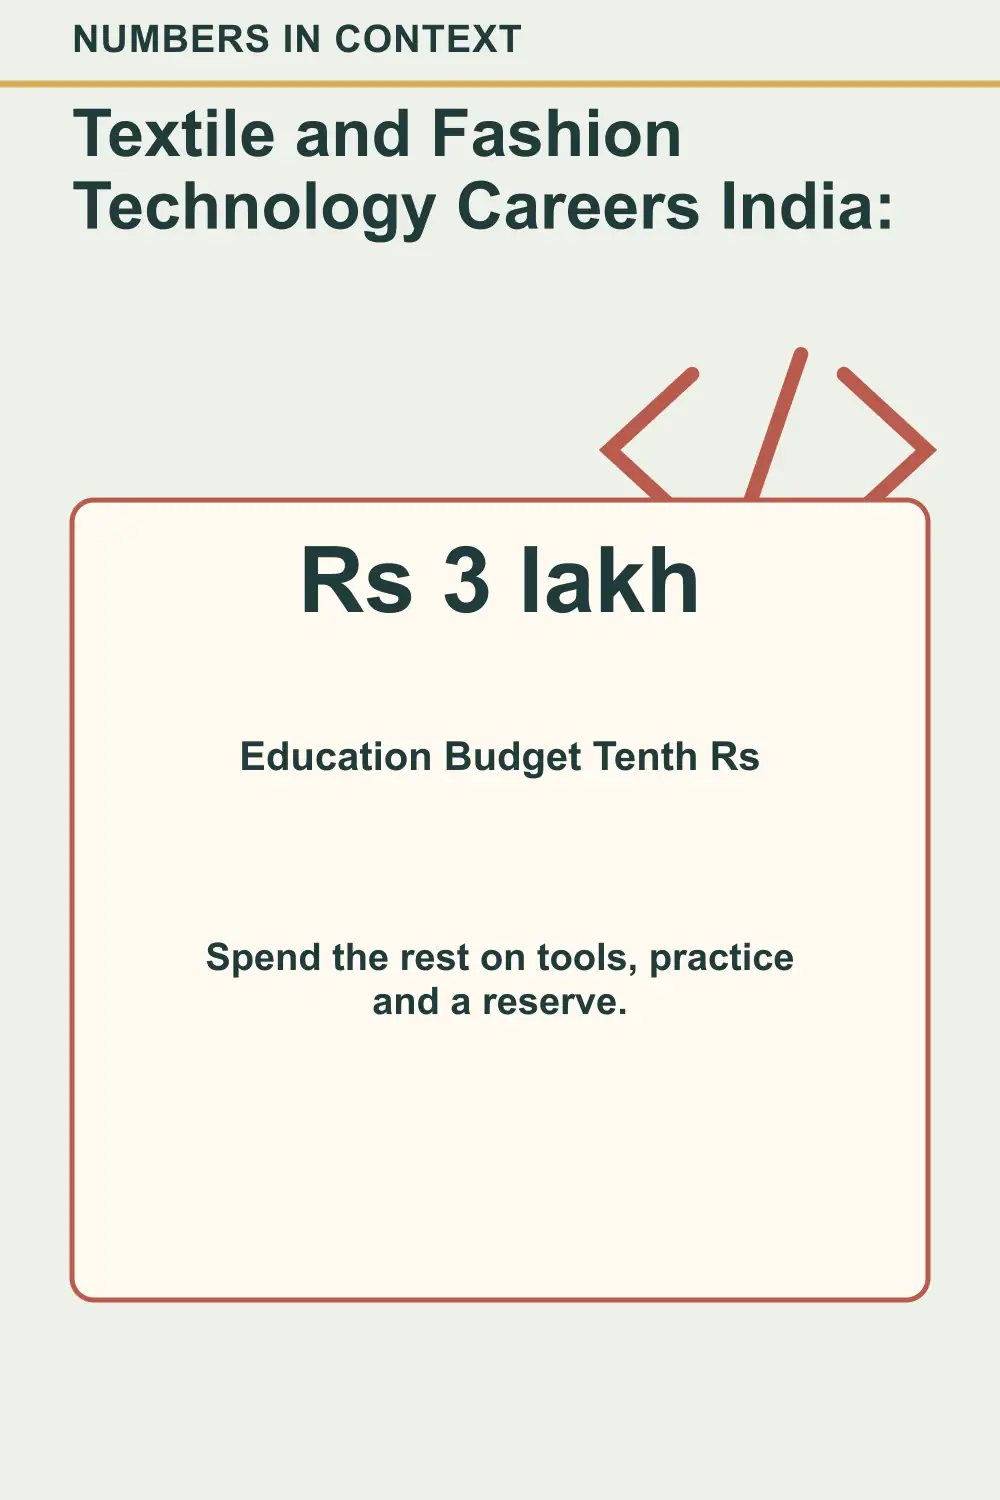 NUMBERS IN CONTEXT
Textile and Fashion
Technology Careers India:
Rs 3 lakh
Education Budget Tenth Rs
Spend the rest on tools, practice
and a reserve.